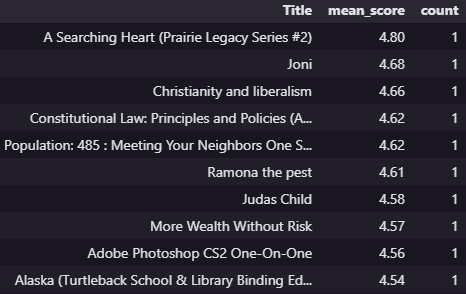 Title mean_score count
A Searching Heart (Prairie Legacy Series #2) 4.80 1
Joni 4.68 1
Christianity and liberalism 4.66 1
Constitutional Law: Principles and Policies (A... 4.62 1
Population: 485 : Meeting Your Neighbors One S... 4.62 1
Ramona the pest 4.61 1
Judas Child 4.58 1
More Wealth Without Risk 4.57 1
Adobe Photoshop CS2 One-On-One 4.56 1
Alaska (Turtleback School & Library Binding Ed... 4.54 1